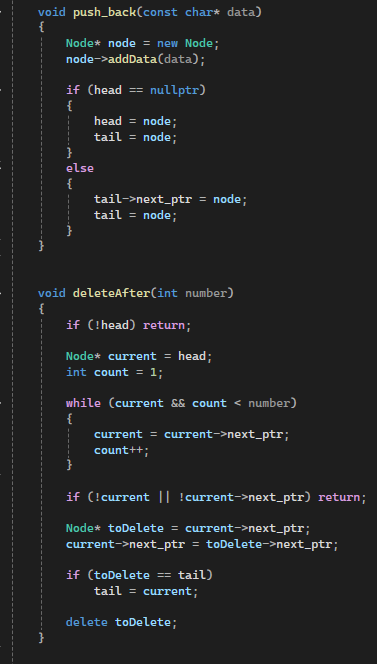 void push_back(const char* data)
{
Node* node = new Node;
node->addData(data);
if (head == nullptr)
{
head = node;
tail = node;
}
else
{
tail->next_ptr = node;
tail = node;
}
}
void deleteAfter(int number)
{
if (!head) return;
Node* current = head;
int count = 1;
while (current && count < number)
{
current = current->next_ptr;
count++;
}
if (!current || !current->next_ptr) return;
Node* toDelete = current->next_ptr;
current->next_ptr = toDelete->next_ptr;
if (toDelete == tail)
tail = current;
delete toDelete;
}